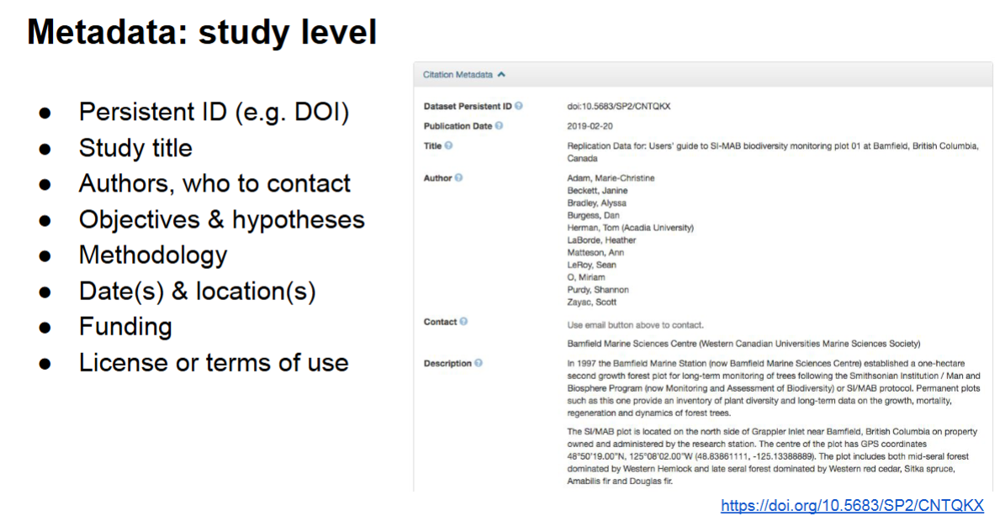 Metadata: study level
● Persistent ID (e.g. DOI)
● Study title
● Authors, who to contact
● Objectives & hypotheses
● Methodology
● Date(s) & location(s)
● Funding
● License or terms of use
Citation Metadata
Dataset Persistent ID doi:10.5683/SP2/CNTQKX
Publication Date 2019-02-20
Title Replication Data for: Users' guide to SI-MAB biodiversity monitoring plot 01 at Bamfield, British Columbia,
Canada
Author Adam, Marie-Christine
Beckett, Janine
Bradley, Alyssa
Burgess, Dan
Herman, Tom (Acadia University)
LaBorde, Heather
Matteson, Ann
LeRoy, Sean
O, Miriam
Purdy, Shannon
Zayac, Scott
Contact Use email button above to contact.
Bamfield Marine Sciences Centre (Western Canadian Universities Marine Sciences Society)
Description In 1997 the Bamfield Marine Station (now Bamfield Marine Sciences Centre) established a one-hectare
second growth forest plot for long-term monitoring of trees following the Smithsonian Institution / Man and
Biosphere Program (now Monitoring and Assessment of Biodiversity) or SI/MAB protocol. Permanent plots
such as this one provide an inventory of plant diversity and long-term data on the growth, mortality,
regeneration and dynamics of forest trees.
The SI/MAB plot is located on the north side of Grappler Inlet near Bamfield, British Columbia on property
owned and administered by the research station. The centre of the plot has GPS coordinates
48°50'19.00"N, 125°08'02.00"W (48.83861111, -125.13388889). The plot includes both mid-seral forest
dominated by Western Hemlock and late seral forest dominated by Western red cedar, Sitka spruce,
Amabilis fir and Douglas fir.
https://doi.org/10.5683/SP2/CNTQKX